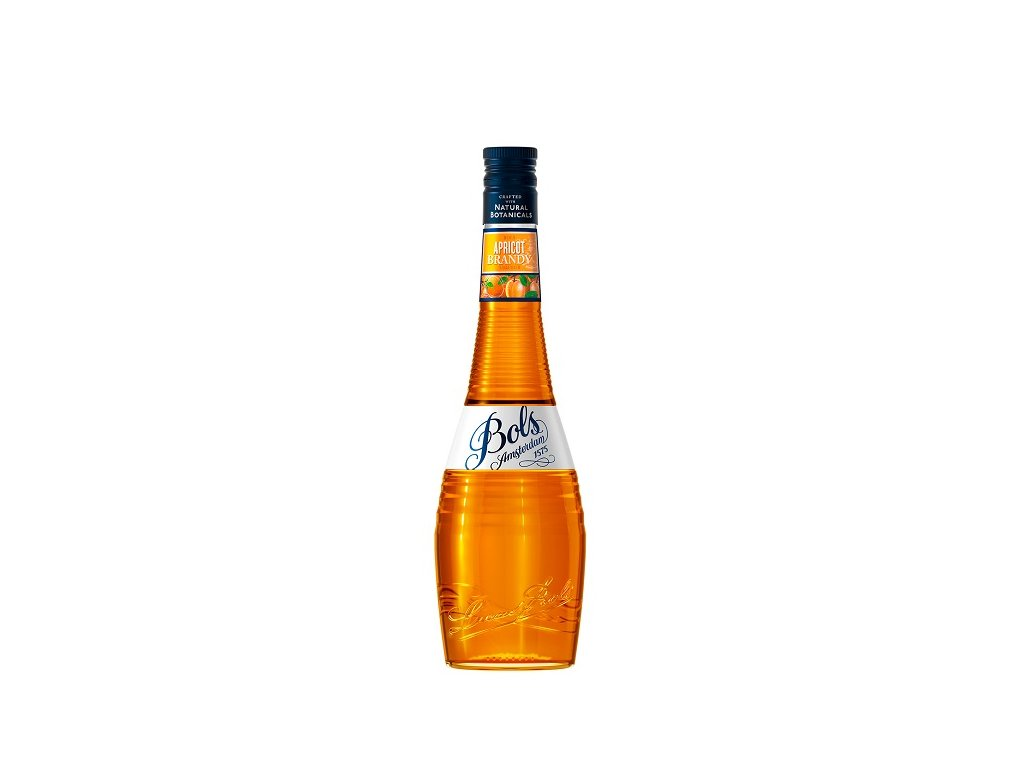 CRAFTED
WITH
NATURAL
BOTANICALS
APRICOT
BRANDY
Bols
Amsterdam
1575